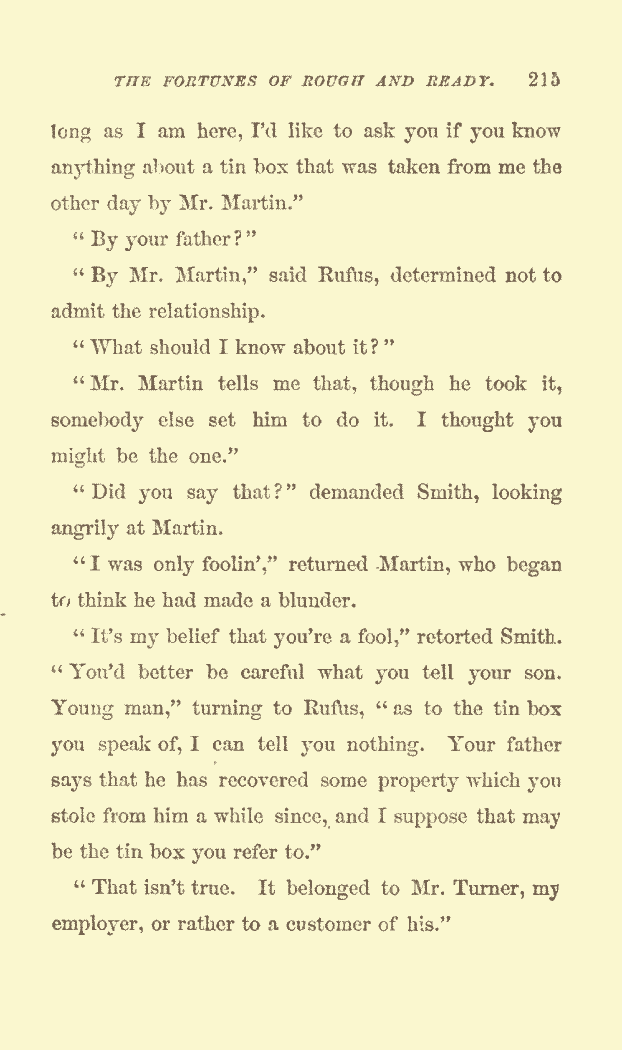 THE FORTUNES OF ROUGH AND READY. 215
long as I am here, I'd like to ask you if you know
anything about a tin box that was taken from me the
other day by Mr. Martin."
"By your father?"
"By Mr. Martin," said Rufus, determined not to
admit the relationship.
"What should I know about it?"
"Mr. Martin tells me that, though he took it,
somebody else set him to do it. I thought you
might be the one."
"Did you say that?" demanded Smith, looking
angrily at Martin.
"I was only foolin'," returned Martin, who began
to think he had made a blunder.
"It's my belief that you're a fool," retorted Smith.
"You'd better be careful what you tell your son.
Young man," turning to Rufus, "as to the tin box
you speak of, I can tell you nothing. Your father
says that he has recovered some property which you
stole from him a while since, and I suppose that may
be the tin box you refer to."
"That isn't true. It belonged to Mr. Turner, my
employer, or rather to a customer of his."